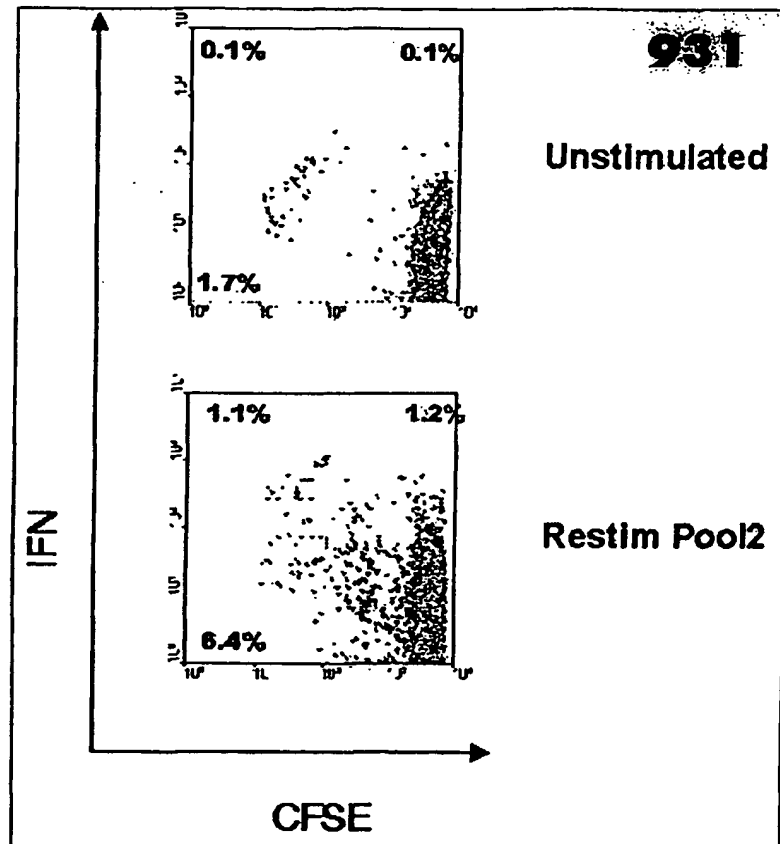 931
0.1% 0.1%
Unstimulated
1.7%
1.1% 1.2%
Restim Pool2
IFN
6.4%
CFSE